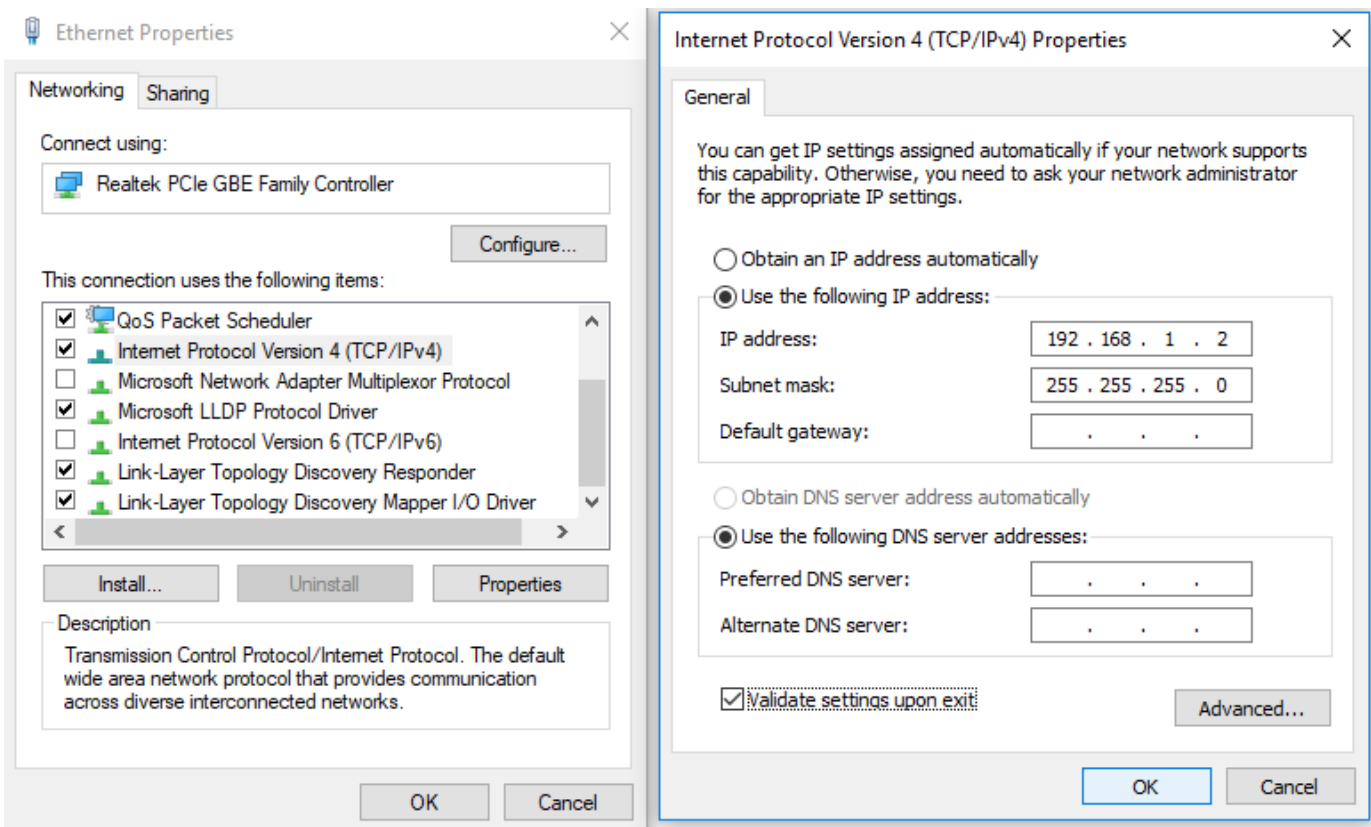 Ethernet Properties
Networking
Sharing
Connect using:
Realtek PCIe GBE Family Controller
Configure...
This connection uses the following items:
QoS Packet Scheduler
Internet Protocol Version 4 (TCP/IPv4)
Microsoft Network Adapter Multiplexor Protocol
Microsoft LLDP Protocol Driver
Internet Protocol Version 6 (TCP/IPv6)
Link-Layer Topology Discovery Responder
Link-Layer Topology Discovery Mapper I/O Driver
Install...
Uninstall
Properties
Description
Transmission Control Protocol/Internet Protocol. The default
wide area network protocol that provides communication
across diverse interconnected networks.
OK
Cancel
Internet Protocol Version 4 (TCP/IPv4) Properties
General
You can get IP settings assigned automatically if your network supports
this capability. Otherwise, you need to ask your network administrator
for the appropriate IP settings.
Obtain an IP address automatically
Use the following IP address:
IP address: 192 . 168 . 1 . 2
Subnet mask: 255 . 255 . 255 . 0
Default gateway: . . .
Obtain DNS server address automatically
Use the following DNS server addresses:
Preferred DNS server: . . .
Alternate DNS server: . . .
Validate settings upon exit
Advanced...
OK
Cancel